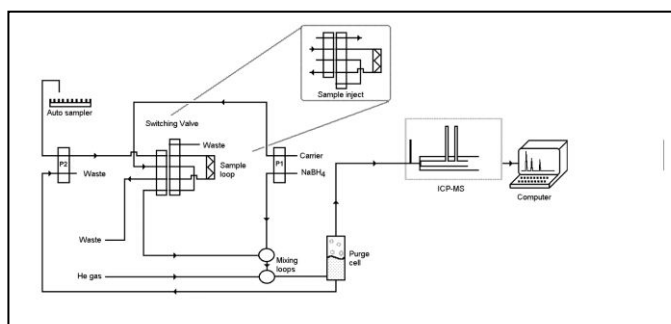 Auto sampler
Switching Valve
Sample inject
Waste
P2
Waste
Sample
loop
P1
Carrier
NaBH4
ICP-MS
Computer
Waste
Mixing
loops
Purge
cell
He gas